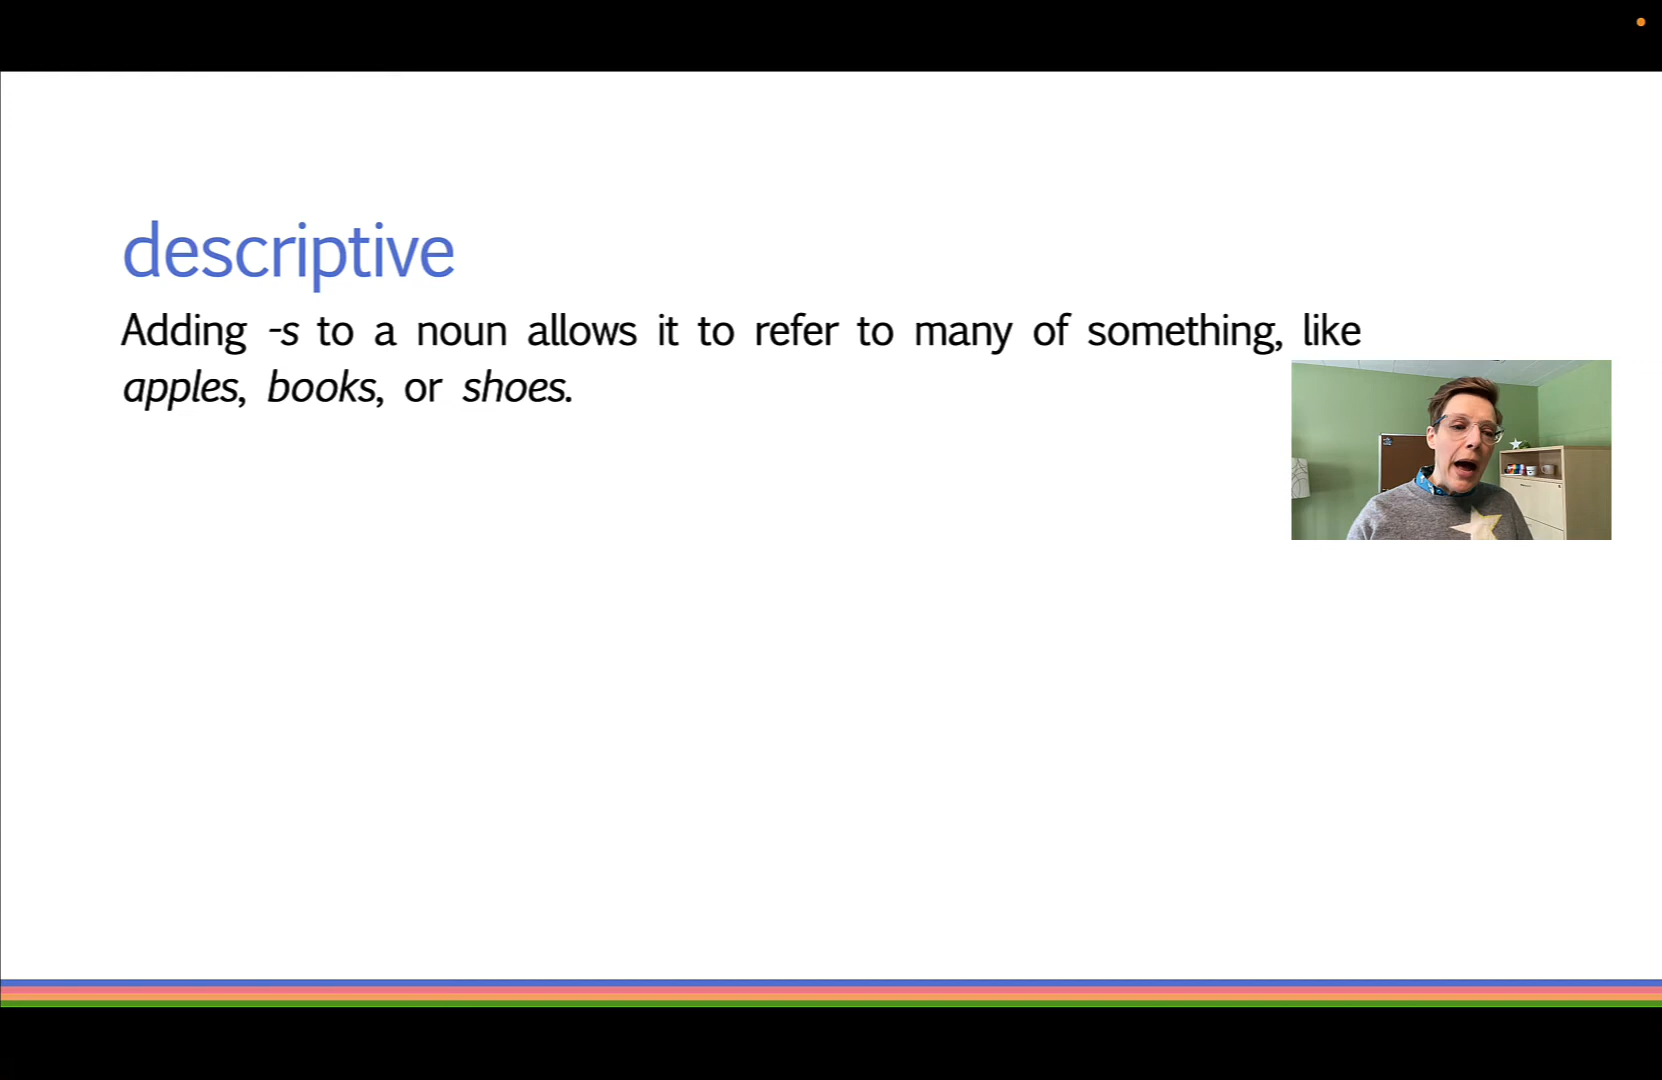 descriptive
Adding -s to a noun allows it to refer to many of something, like
apples, books, or shoes.